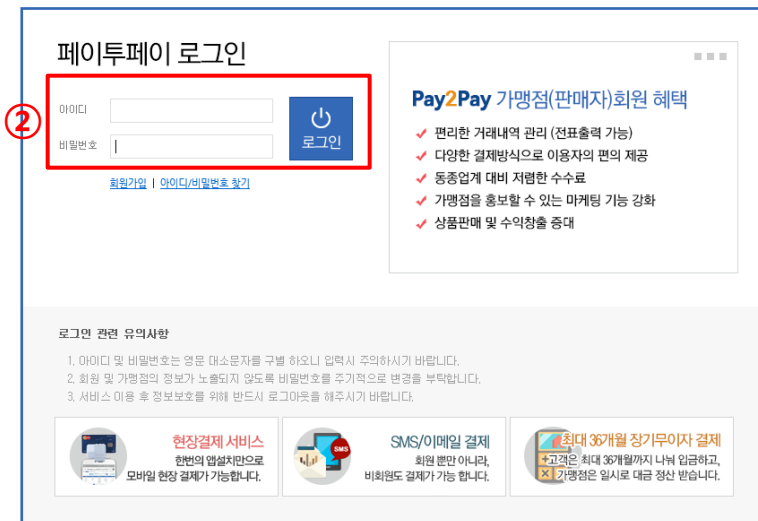 페이투페이 로그인
②
아이디
비밀번호
로그인
회원가입 | 아이디/비밀번호 찾기
Pay2Pay 가맹점(판매자)회원 혜택
편리한 거래내역 관리 (전표출력 가능)
다양한 결제방식으로 이용자의 편의 제공
동종업계 대비 저렴한 수수료
가맹점을 홍보할 수 있는 마케팅 기능 강화
상품판매 및 수익창출 증대
로그인 관련 유의사항
1. 아이디 및 비밀번호는 영문 대소문자를 구별 하오니 입력시 주의하시기 바랍니다.
2. 회원 및 가맹점의 정보가 노출되지 않도록 비밀번호를 주기적으로 변경을 부탁합니다.
3. 서비스 이용 후 정보보호를 위해 반드시 로그아웃을 해주시기 바랍니다.
현장결제 서비스
한번의 앱설치만으로
모바일 현장 결제가 가능합니다.
SMS
SMS/이메일 결제
회원 뿐만 아니라,
비회원도 결제가 가능 합니다.
최대 36개월 장기무이자 결제
고객은 최대 36개월까지 나눠 입금하고,
가맹점은 일시로 대금 정산 받습니다.